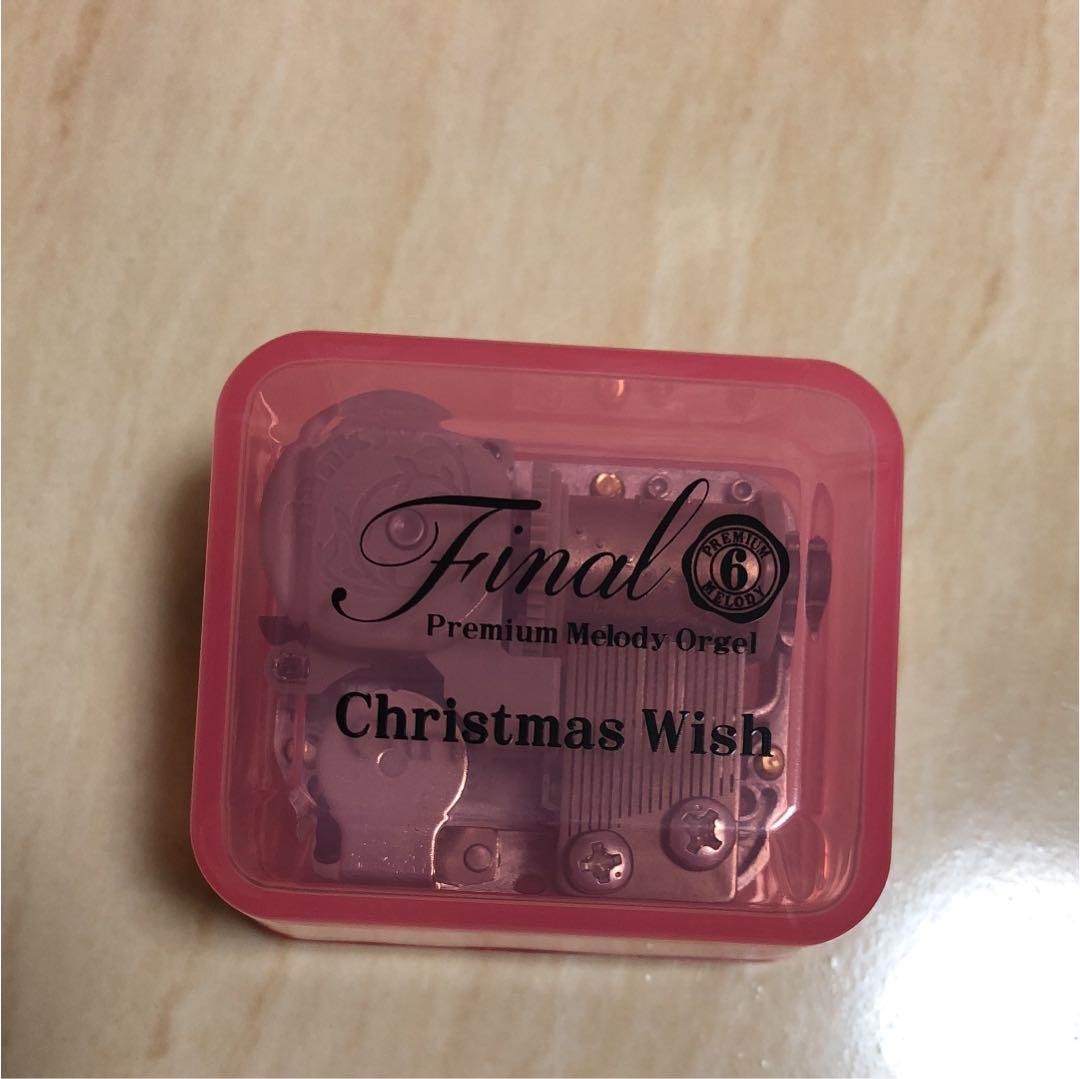 Final
PREMIUM
6
MELODY
Premium Melody Orgel
Christmas Wish